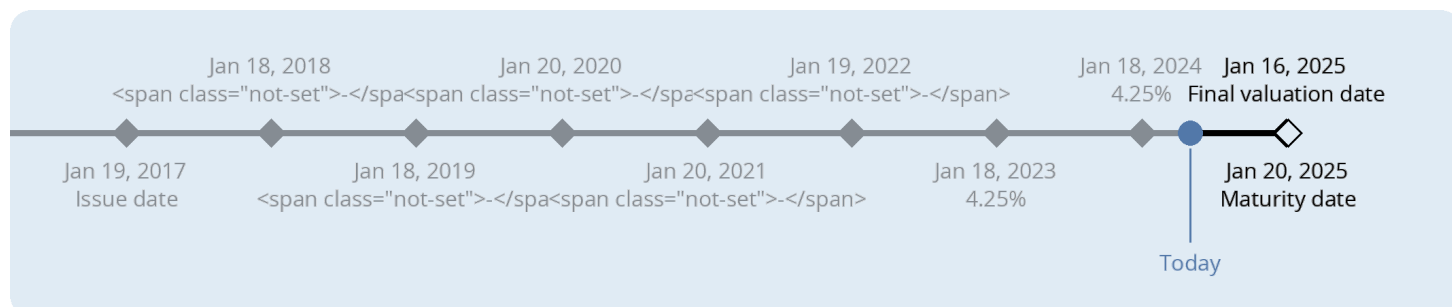 Jan 18, 2018
<span class="not-set">-</spa
Jan 20, 2020
<span class="not-set">-</spa
Jan 19, 2022
<span class="not-set">-</span>
Jan 18, 2024
4.25%
Jan 16, 2025
Final valuation date
Jan 19, 2017
Issue date
Jan 18, 2019
<span class="not-set">-</spa
Jan 20, 2021
<span class="not-set">-</span>
Jan 18, 2023
4.25%
Jan 20, 2025
Maturity date
Today